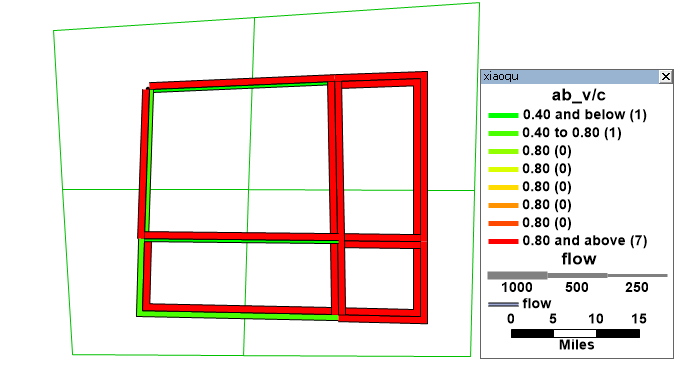 xiaoqu
ab_v/c
0.40 and below (1)
0.40 to 0.80 (1)
0.80 (0)
0.80 (0)
0.80 (0)
0.80 (0)
0.80 (0)
0.80 and above (7)
flow
1000 500 250
flow
0 5 10 15
Miles